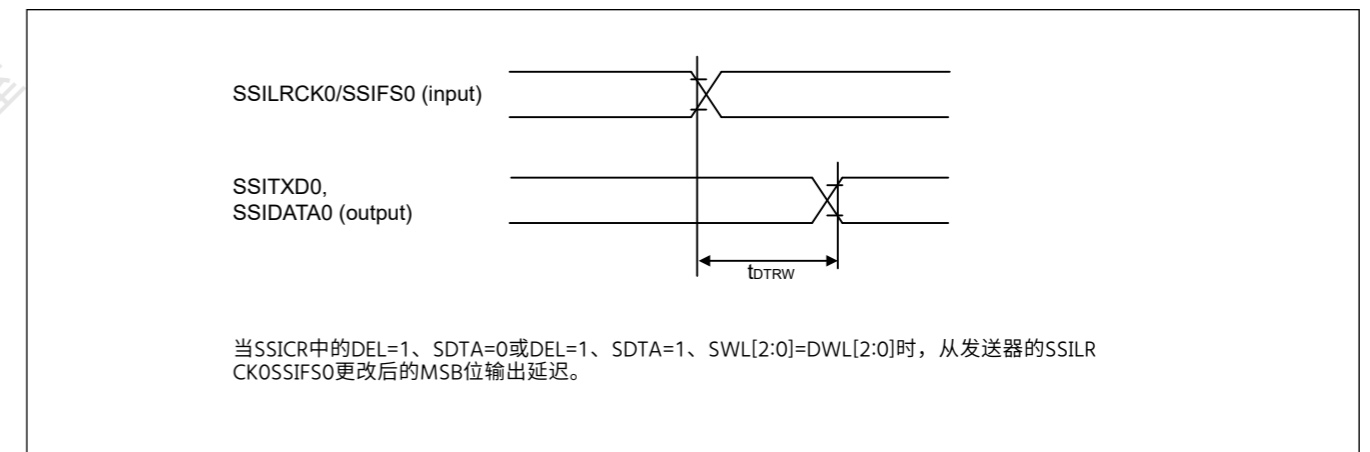 SSILRCK0/SSIFS0 (input)
SSITXD0,
SSIDATA0 (output)
tDTRW
当SSICR中的DEL=1、SDTA=0或DEL=1、SDTA=1、SWL[2:0]=DWL[2:0]时，从发送器的SSILR
CK0SSIFS0更改后的MSB位输出延迟。